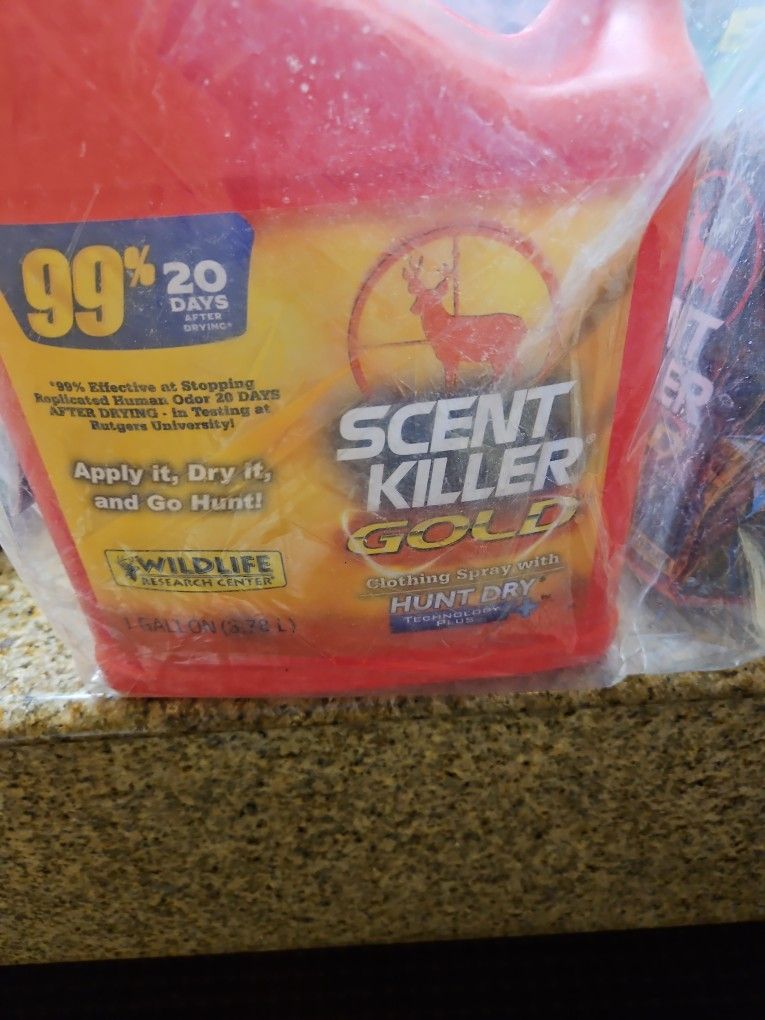 99%
20
DAYS
AFTER
DRYING*
*99% Effective at Stopping
Replicated Human Odor 20 DAYS
AFTER DRYING - in Testing at
Rutgers University!
Apply it, Dry it,
and Go Hunt!
WILDLIFE
RESEARCH CENTER®
1 GALLON (3.78 L)
SCENT
KILLER®
GOLD®
Clothing Spray with
HUNT DRY™
TECHNOLOGY
PLUS